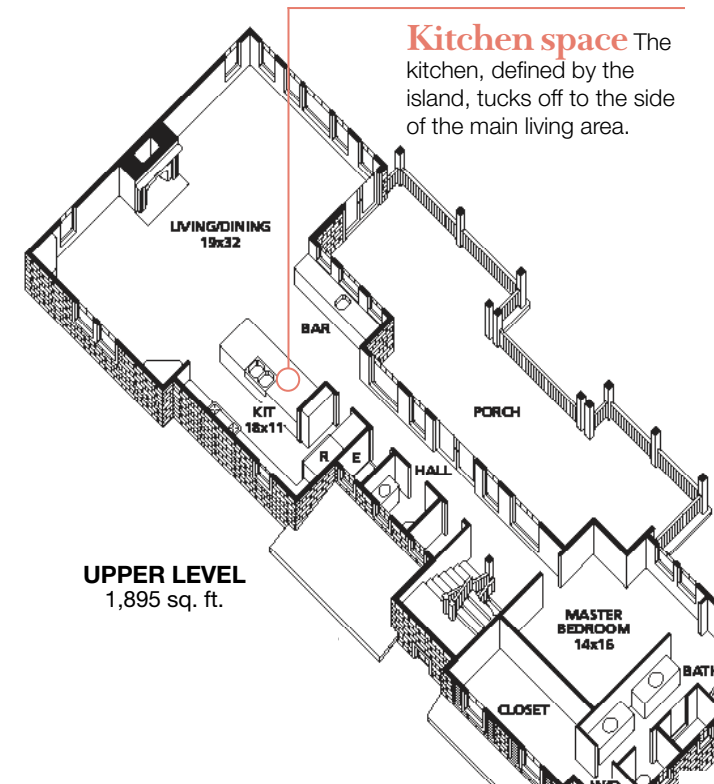 Kitchen space The
kitchen, defined by the
island, tucks off to the side
of the main living area.
LIVING/DINING
19x32
BAR
KIT
18x11
PORCH
R
E
HALL
UPPER LEVEL
1,895 sq. ft.
MASTER
BEDROOM
14x16
BATH
CLOSET